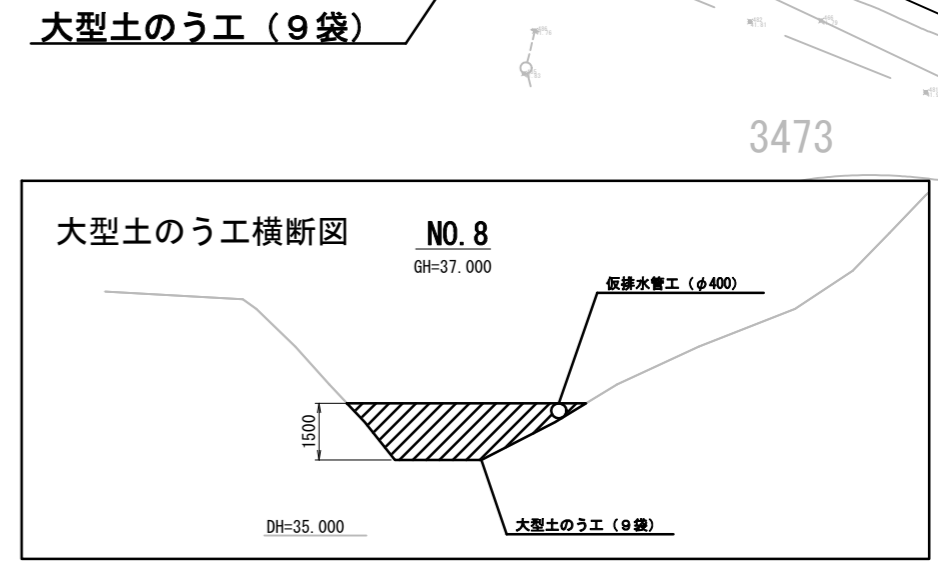 大型土のう工（９袋）
3473
大型土のう工横断図
NO. 8
GH=37. 000
仮排水管工（φ400）
1500
DH=35. 000
大型土のう工（９袋）